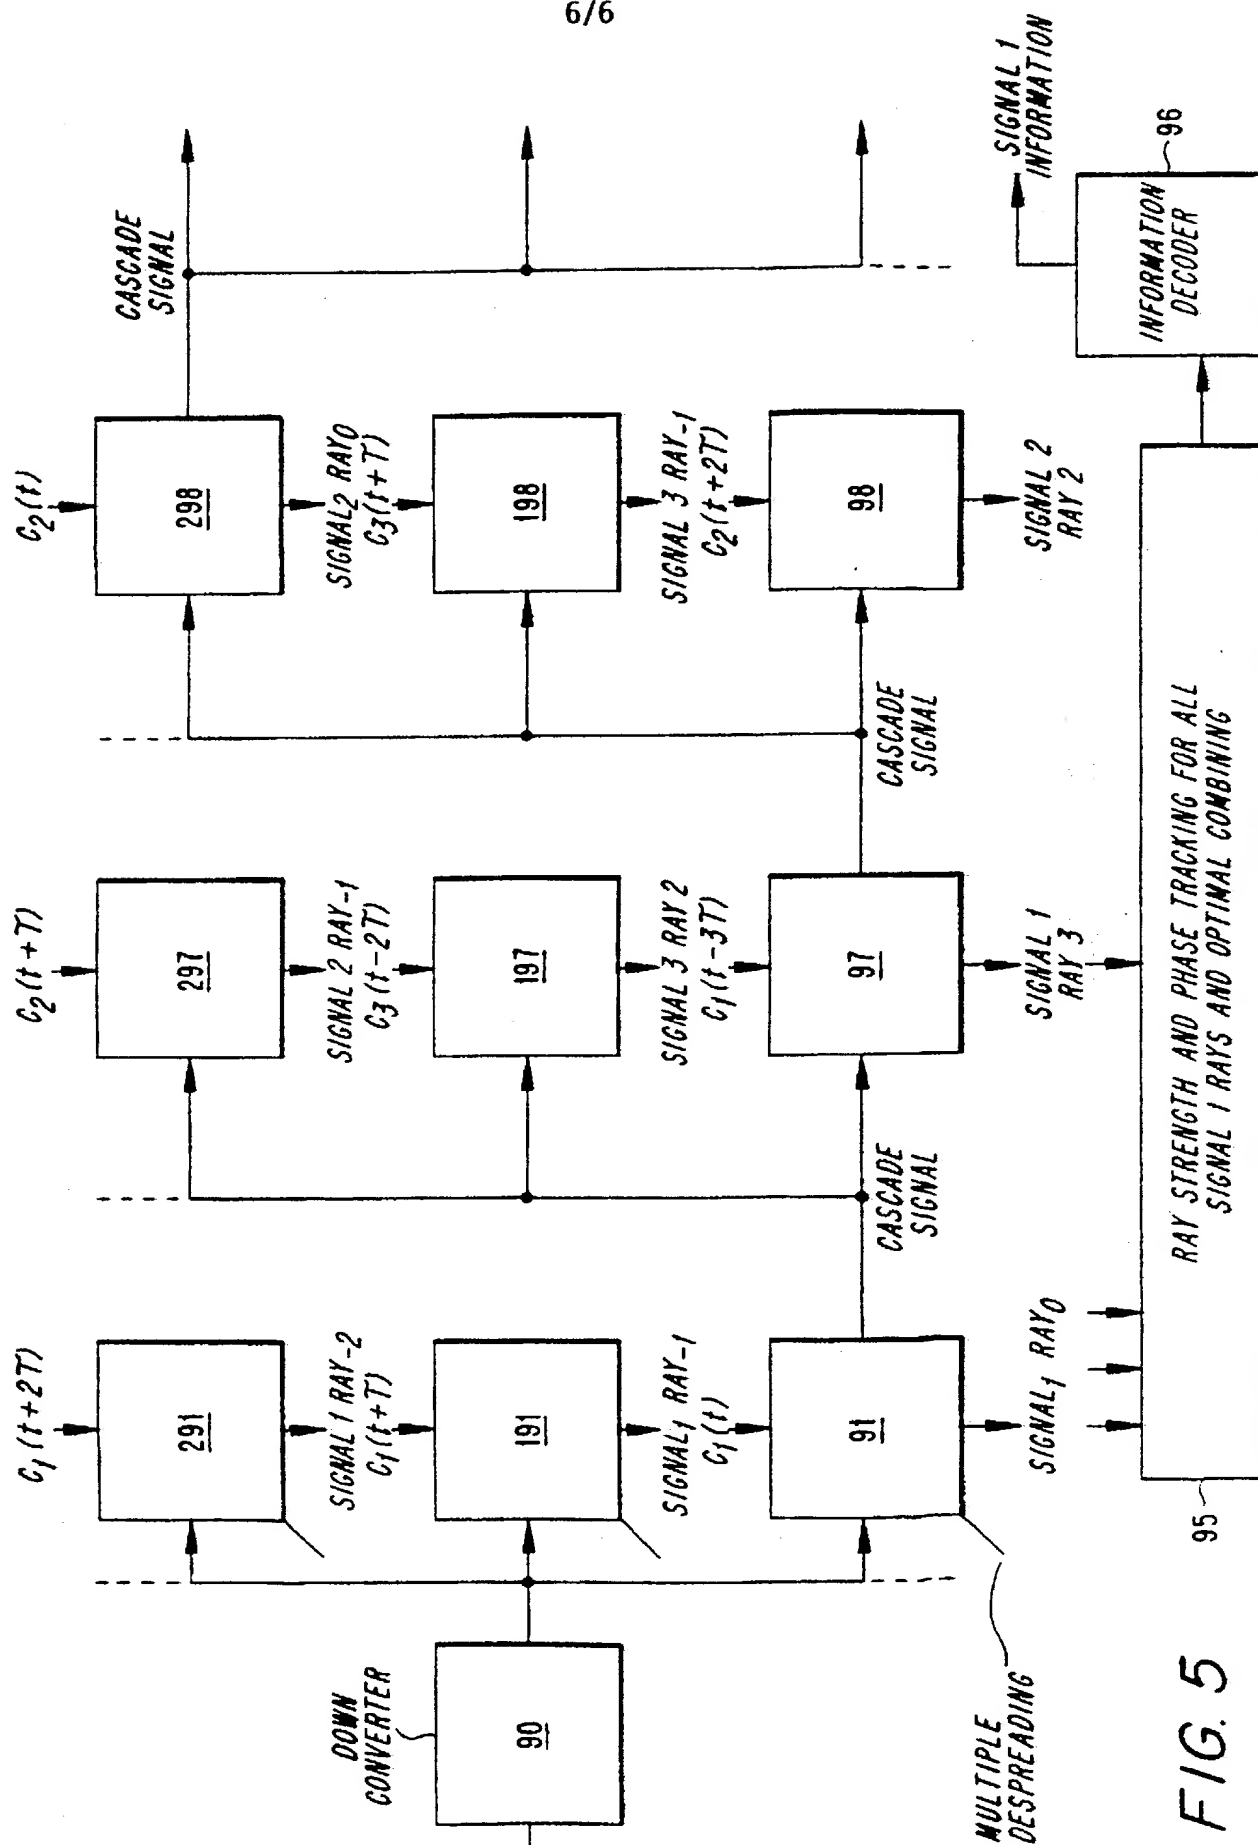 9/9
C₁(t+2T)
291
SIGNAL 1 RAY-2
C₁(t+T)
191
SIGNAL₁ RAY-1
C₁(t)
91
SIGNAL₁ RAY0
C₂(t+T)
297
SIGNAL 2 RAY-1
C₃(t-2T)
197
SIGNAL 3 RAY 2
C₁(t-3T)
97
SIGNAL 1
RAY 3
C₂(t)
298
SIGNAL2 RAY0
C₃(t+T)
198
SIGNAL 3 RAY-1
C₂(t+2T)
98
SIGNAL 2
RAY 2
CASCADE
SIGNAL
CASCADE
SIGNAL
CASCADE
SIGNAL
DOWN
CONVERTER
90
MULTIPLE
DESPREADING
95
RAY STRENGTH AND PHASE TRACKING FOR ALL
SIGNAL 1 RAYS AND OPTIMAL COMBINING
INFORMATION
DECODER
96
SIGNAL 1
INFORMATION
FIG. 5